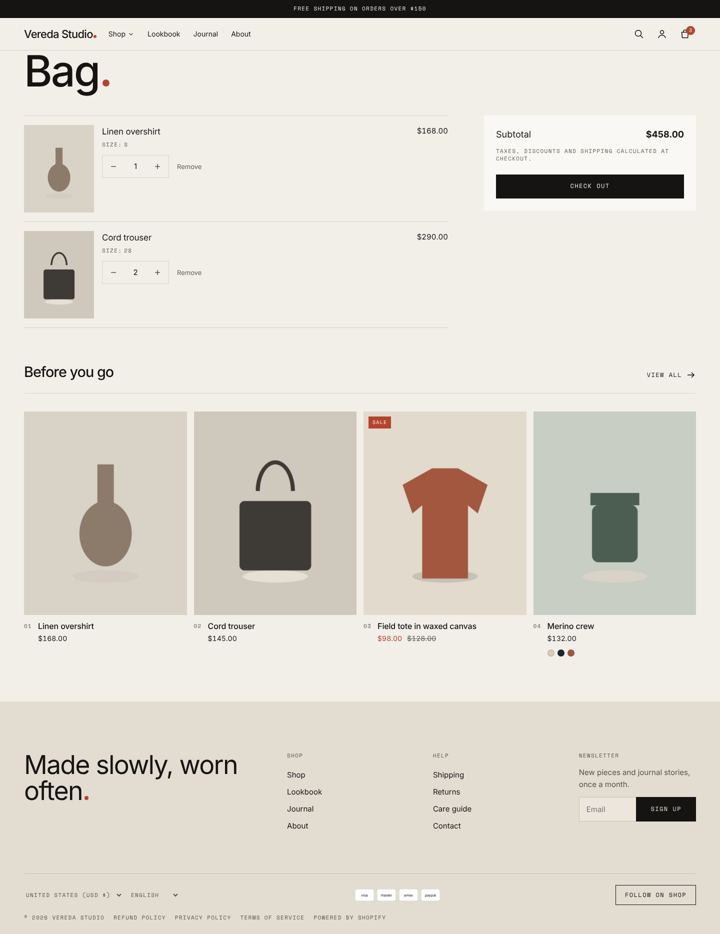 FREE SHIPPING ON ORDERS OVER $150
Vereda Studio. Shop Lookbook Journal About
3
Bag.
Linen overshirt $168.00
SIZE: S
− 1 + Remove
Cord trouser $290.00
SIZE: 28
− 2 + Remove
Subtotal $458.00
TAXES, DISCOUNTS AND SHIPPING CALCULATED AT
CHECKOUT.
CHECK OUT
Before you go
VIEW ALL
SALE
01 Linen overshirt
$168.00
02 Cord trouser
$145.00
03 Field tote in waxed canvas
$98.00 $128.00
04 Merino crew
$132.00
Made slowly, worn
often.
SHOP
Shop
Lookbook
Journal
About
HELP
Shipping
Returns
Care guide
Contact
NEWSLETTER
New pieces and journal stories,
once a month.
Email SIGN UP
UNITED STATES (USD $) ENGLISH
visa master amex paypal
FOLLOW ON SHOP
© 2026 VEREDA STUDIO REFUND POLICY PRIVACY POLICY TERMS OF SERVICE POWERED BY SHOPIFY